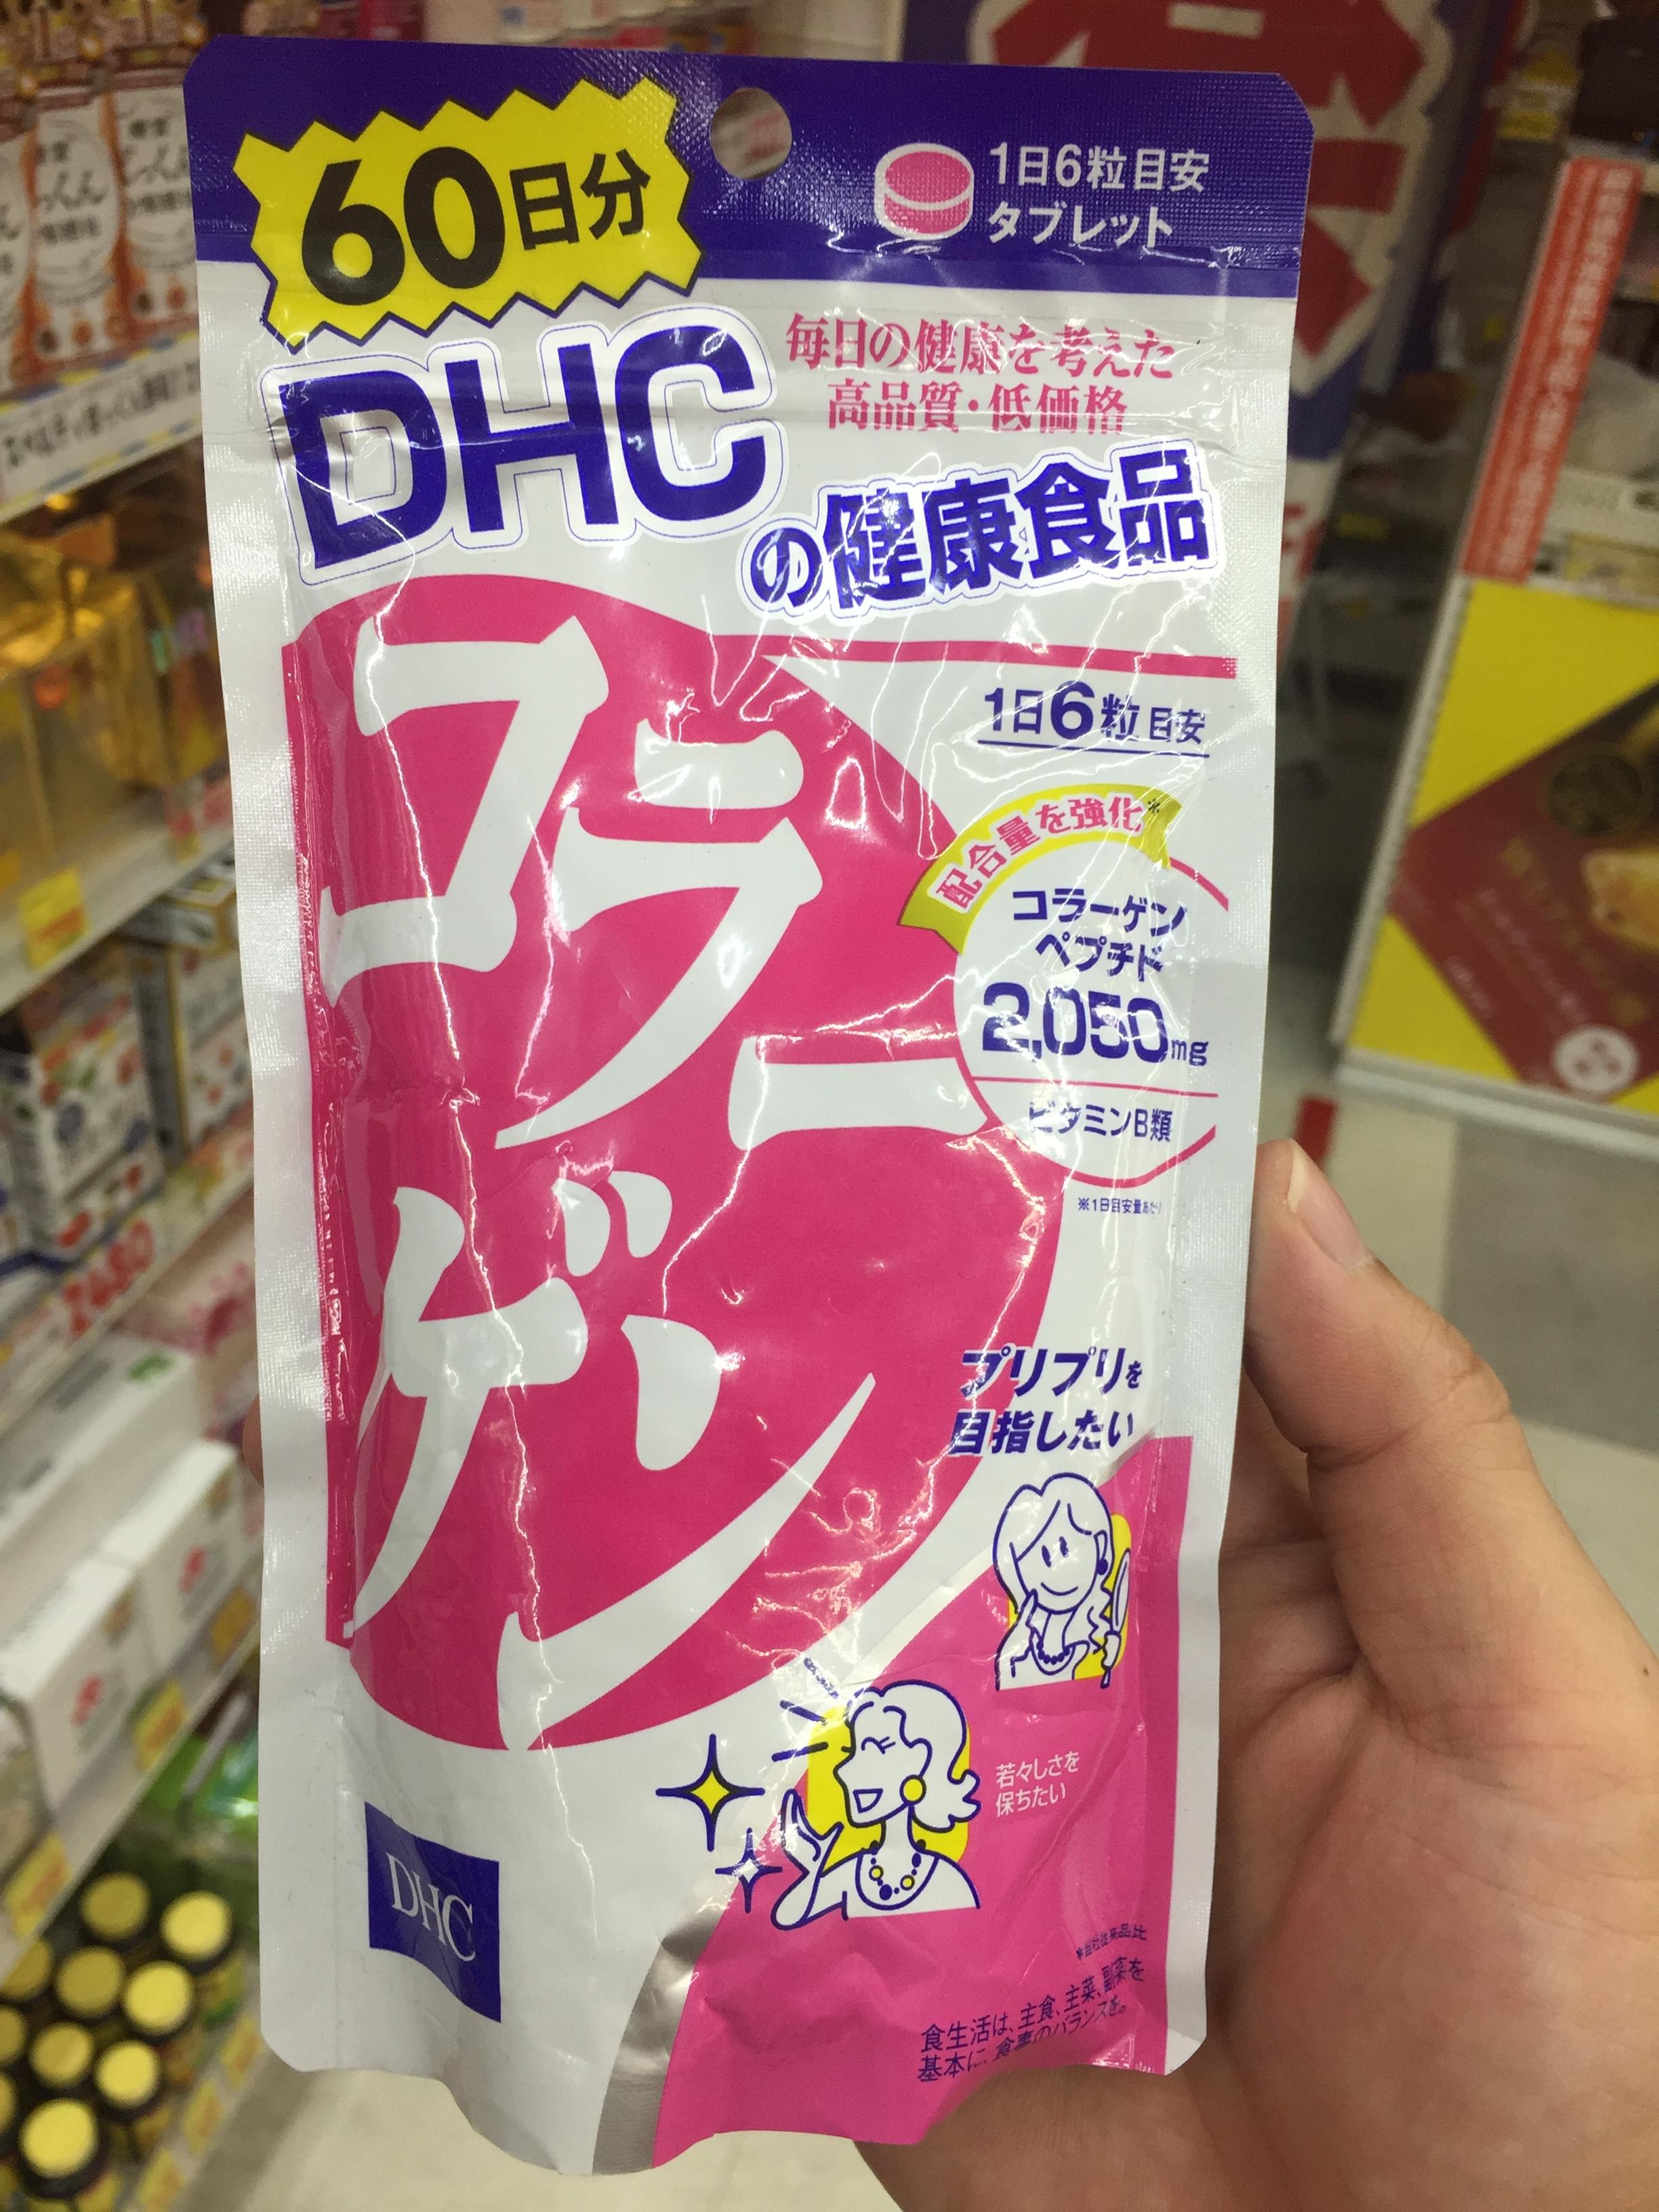 60日分
1日6粒目安
タブレット
毎日の健康を考えた
高品質・低価格
DHC
の健康食品
コラーゲン
1日6粒目安
配合量を強化※
コラーゲン
ペプチド
2,050mg
ビタミンB類
※1日目安量あたり
プリプリを
目指したい
若々しさを
保ちたい
DHC
*当社従来品比
食生活は、主食、主菜、副菜を
基本に、食事のバランスを。
2480